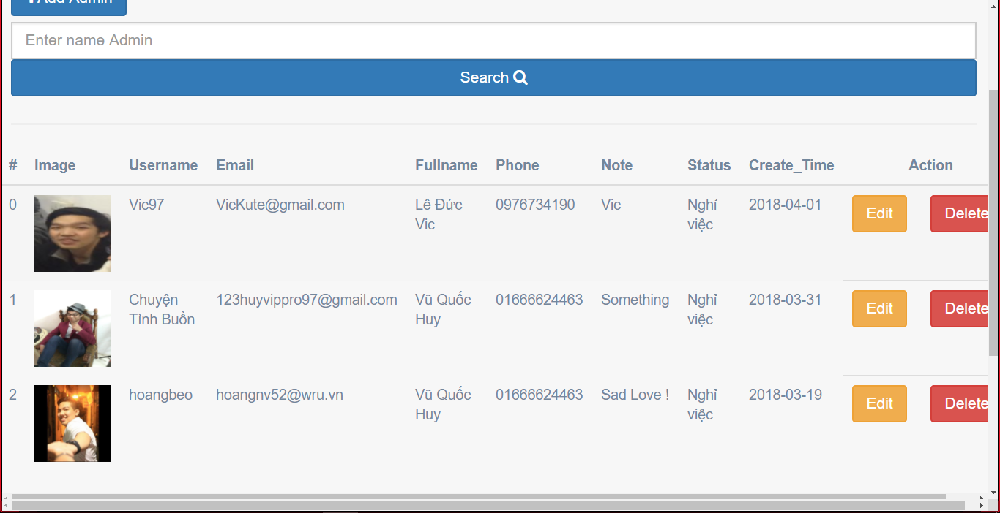 Add Admin
Enter name Admin
Search
# Image Username Email Fullname Phone Note Status Create_Time Action
0 Vic97 VicKute@gmail.com Lê Đức 0976734190 Vic Nghỉ 2018-04-01 Edit Delete
Vic việc
1 Chuyện 123huyvippro97@gmail.com Vũ Quốc 01666624463 Something Nghỉ 2018-03-31 Edit Delete
Tình Buồn Huy việc
2 hoangbeo hoangnv52@wru.vn Vũ Quốc 01666624463 Sad Love ! Nghỉ 2018-03-19 Edit Delete
Huy việc